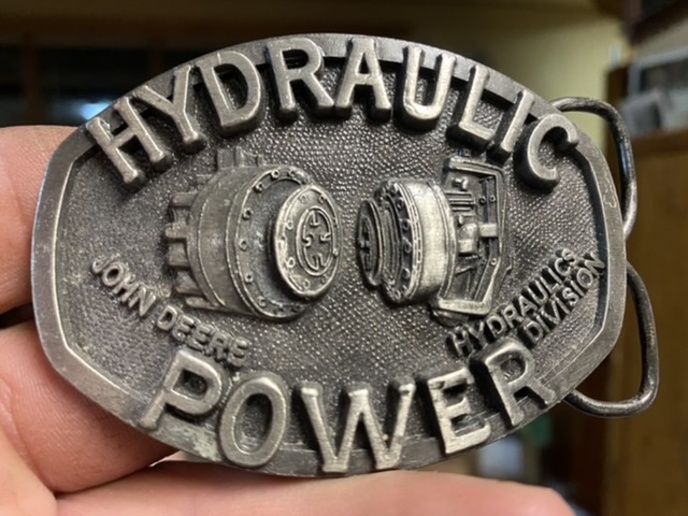 HYDRAULIC
JOHN DEERE
HYDRAULICS
DIVISION
POWER